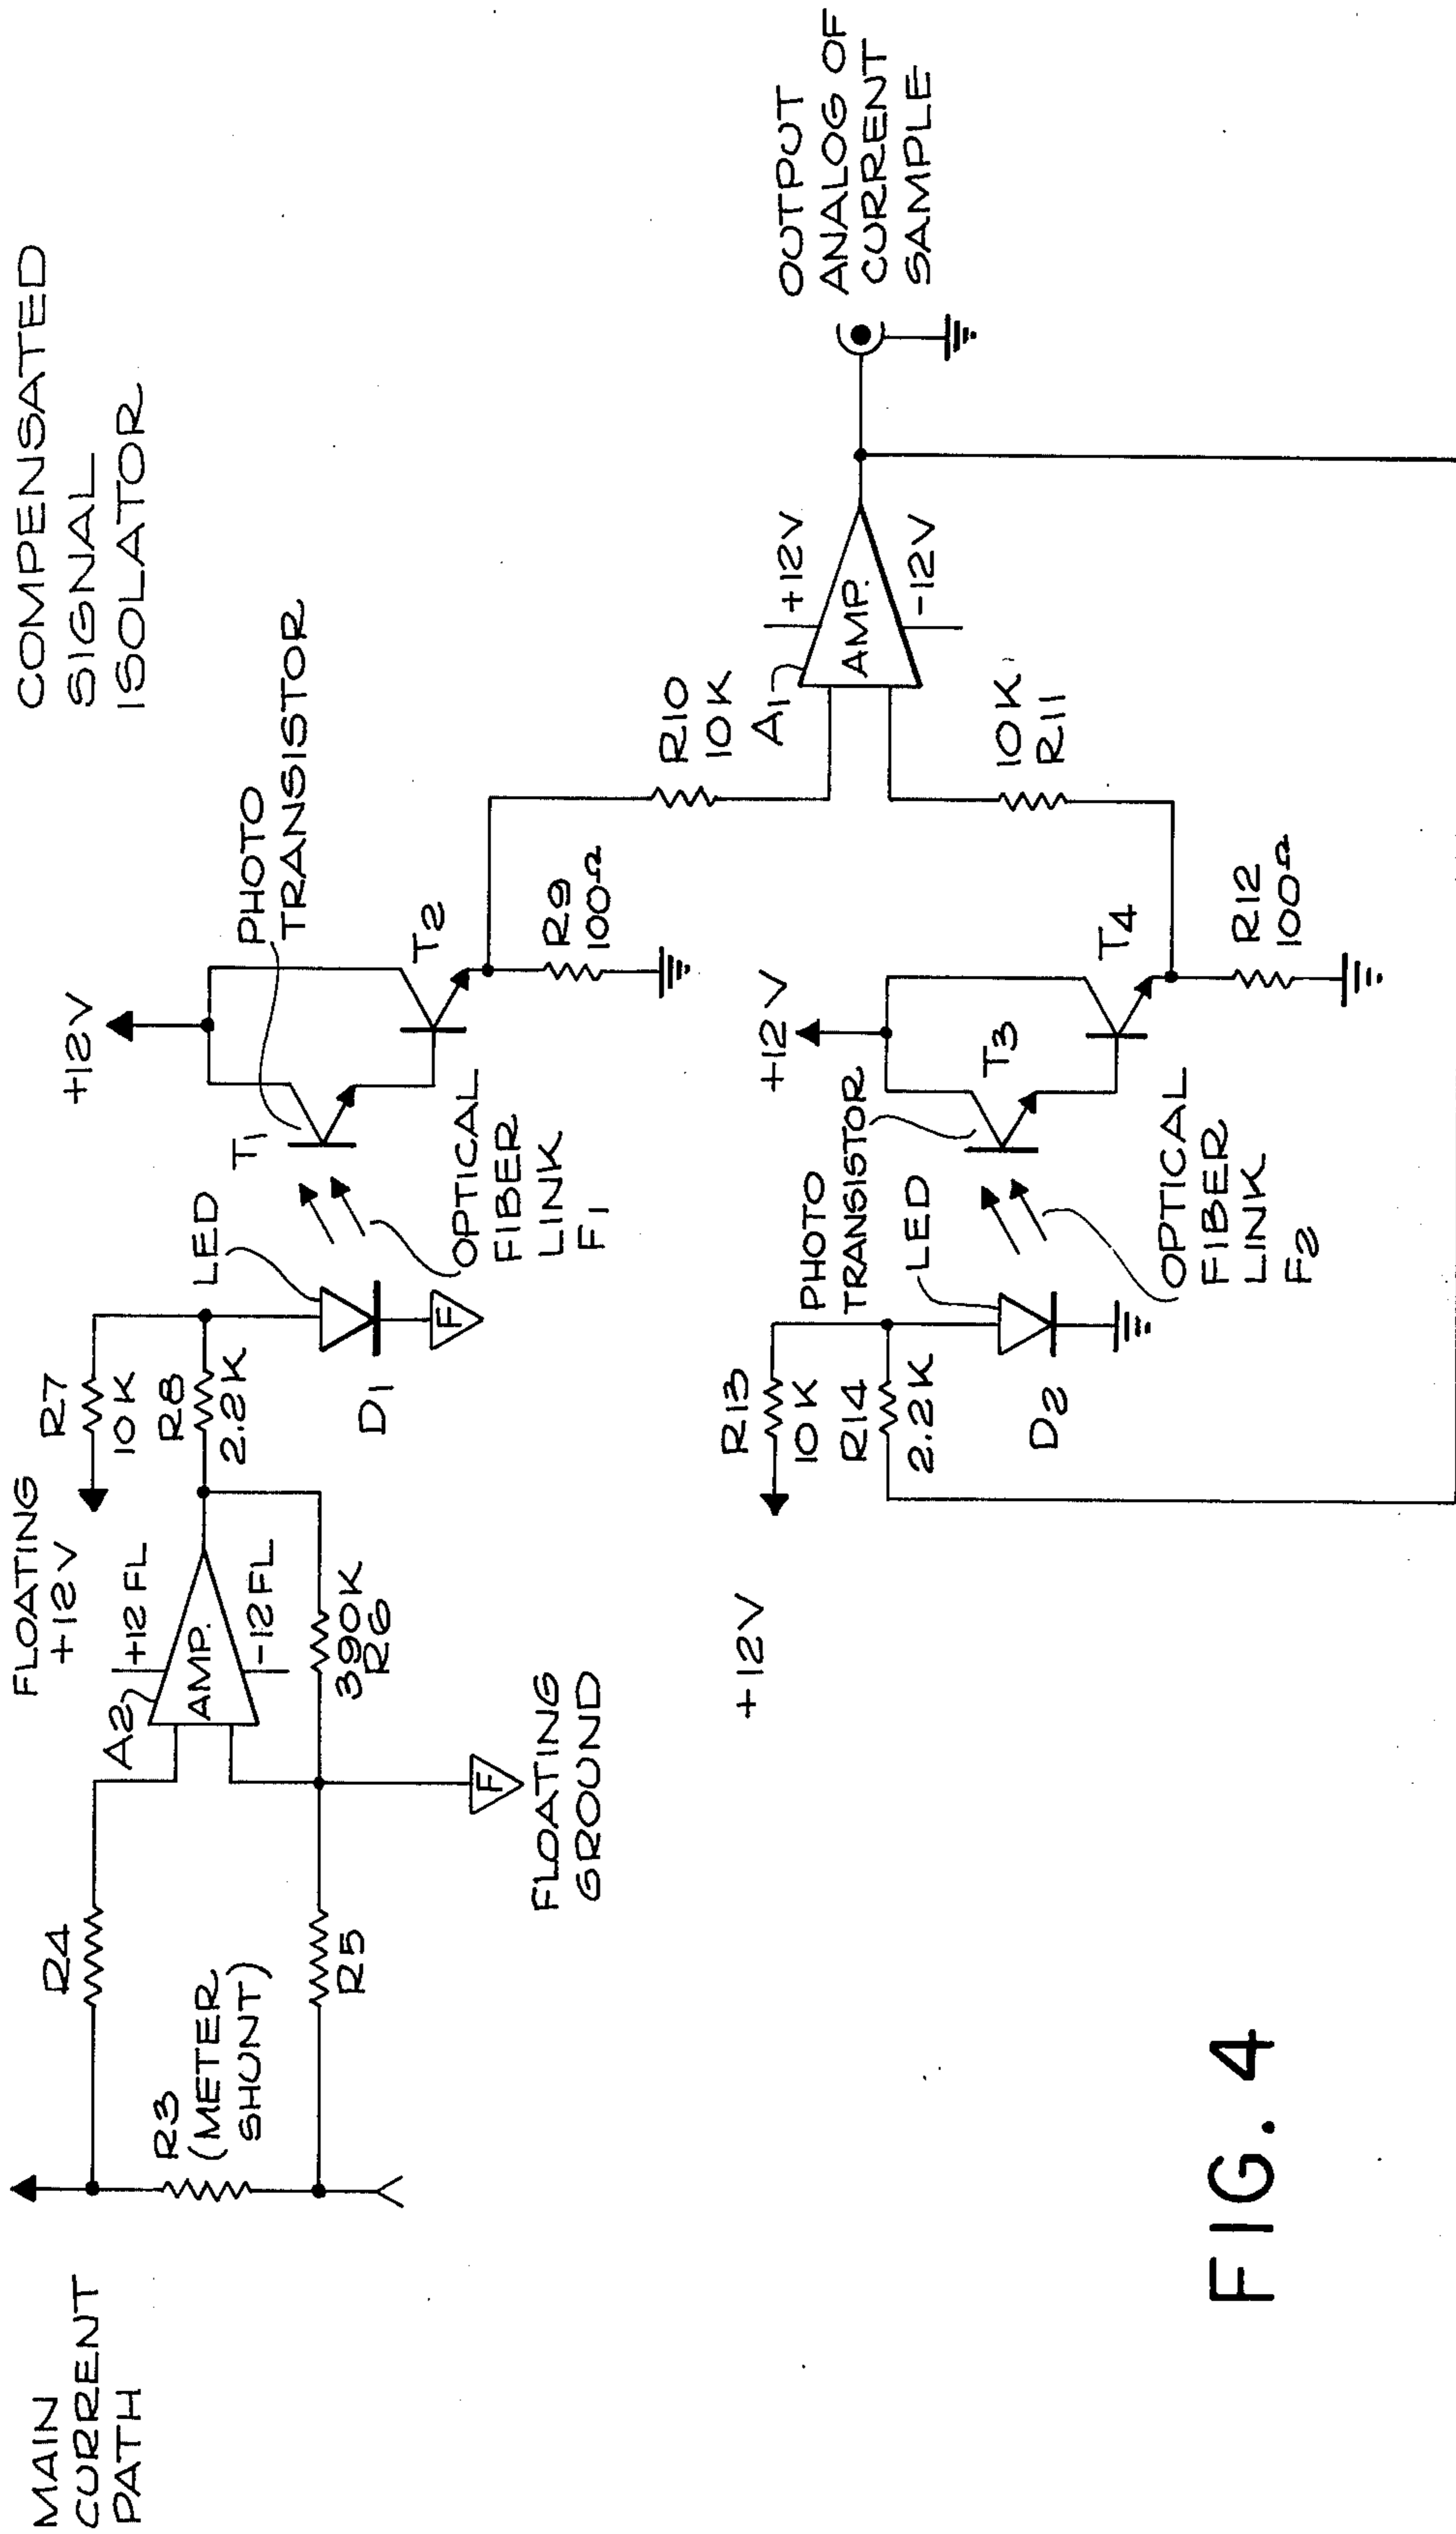 COMPENSATED
SIGNAL
ISOLATOR
MAIN
CURRENT
PATH
R3
(METER
SHUNT)
R4
R5
FLOATING
+12V
A2
+12 FL
AMP.
-12 FL
390K
R6
FLOATING
GROUND
F
R7
10K
R8
2.2K
LED
D1
F
T1
PHOTO
TRANSISTOR
+12V
T2
OPTICAL
FIBER
LINK
F1
R9
100Ω
R10
10K
A1
+12V
AMP.
-12V
10K
R11
OUTPUT
ANALOG OF
CURRENT
SAMPLE
+12V
R13
10K
R14
2.2K
PHOTO
TRANSISTOR
LED
D2
+12V
T3
T4
OPTICAL
FIBER
LINK
F2
R12
100Ω
FIG. 4